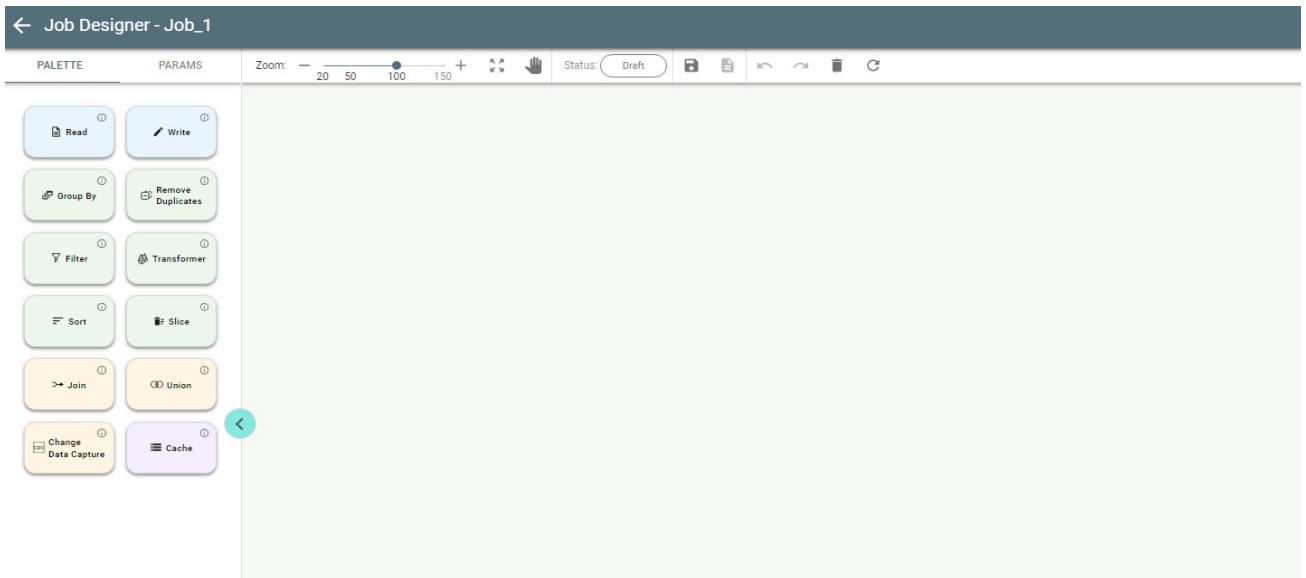 Job Designer - Job_1
PALETTE PARAMS Zoom: 20 50 100 150 Status: Draft
Read Write
Group By Remove
Duplicates
Filter Transformer
Sort Slice
Join Union
Change
Data Capture Cache